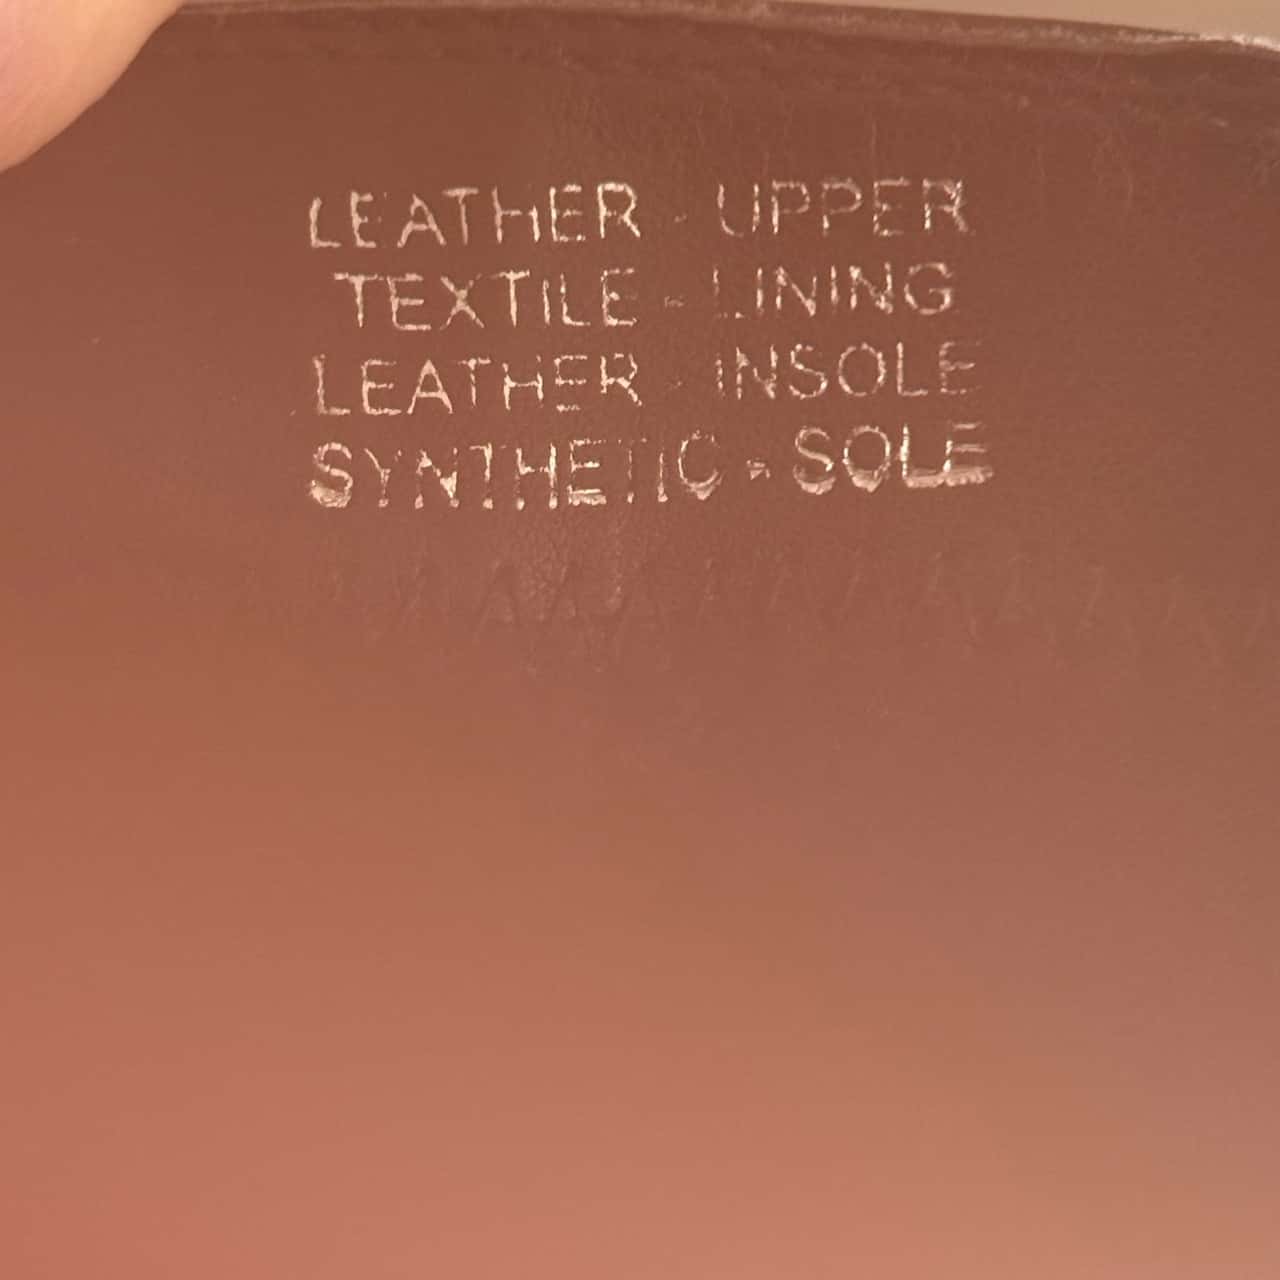 LEATHER - UPPER
TEXTILE - LINING
LEATHER - INSOLE
SYNTHETIC - SOLE